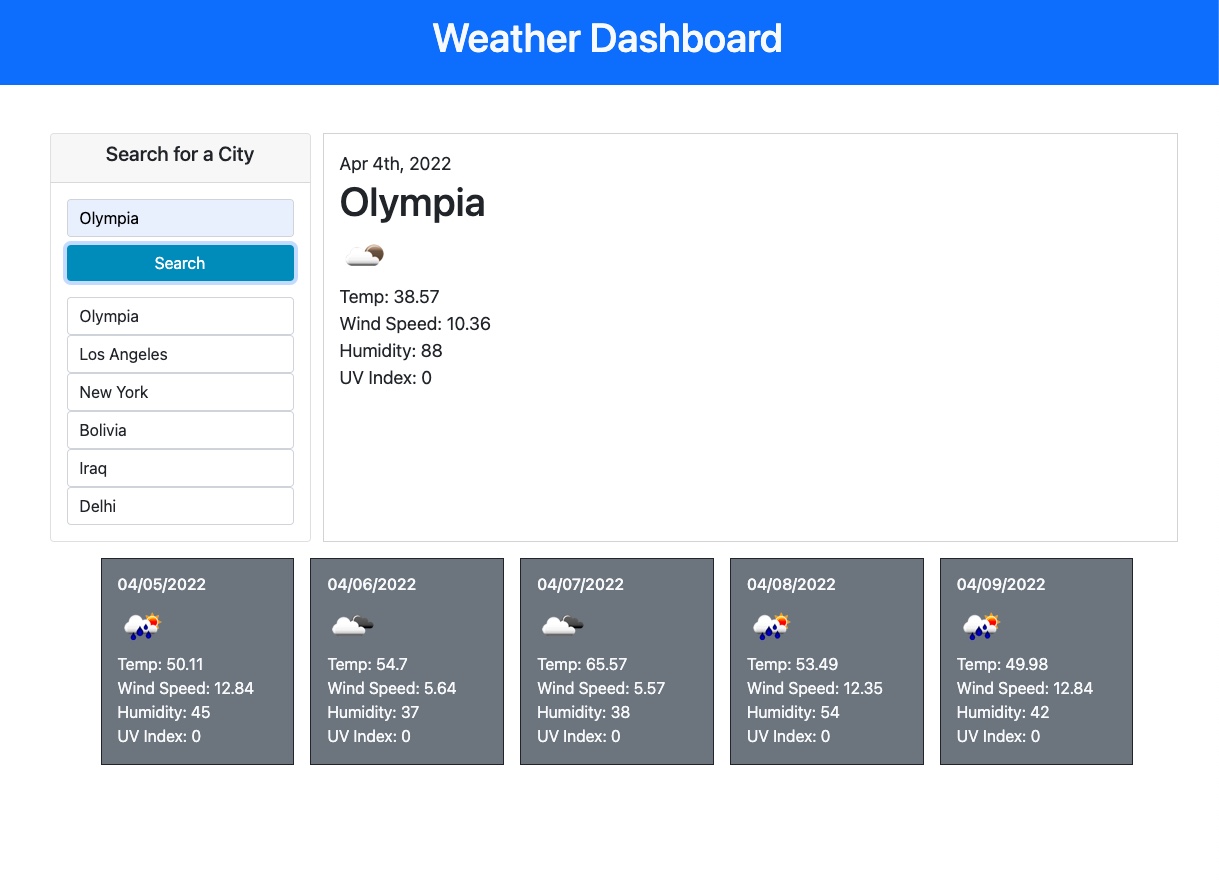 Weather Dashboard
Search for a City
Olympia
Search
Olympia
Los Angeles
New York
Bolivia
Iraq
Delhi
Apr 4th, 2022
Olympia
Temp: 38.57
Wind Speed: 10.36
Humidity: 88
UV Index: 0
04/05/2022
Temp: 50.11
Wind Speed: 12.84
Humidity: 45
UV Index: 0
04/06/2022
Temp: 54.7
Wind Speed: 5.64
Humidity: 37
UV Index: 0
04/07/2022
Temp: 65.57
Wind Speed: 5.57
Humidity: 38
UV Index: 0
04/08/2022
Temp: 53.49
Wind Speed: 12.35
Humidity: 54
UV Index: 0
04/09/2022
Temp: 49.98
Wind Speed: 12.84
Humidity: 42
UV Index: 0